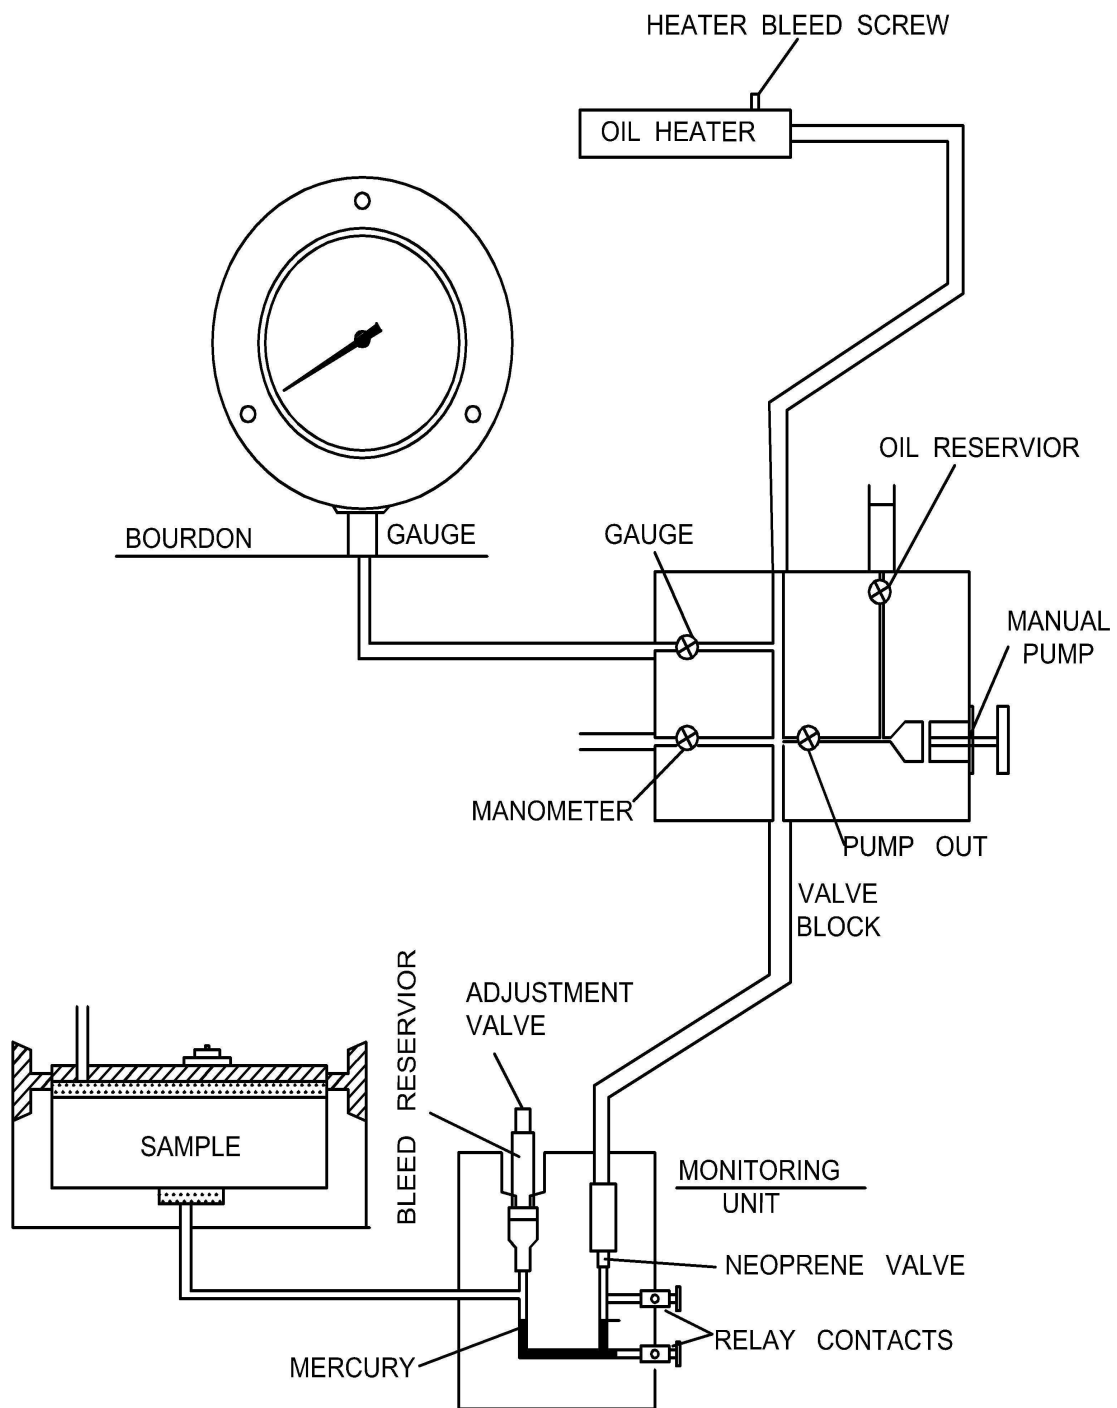 HEATER BLEED SCREW
OIL HEATER
OIL RESERVIOR
BOURDON GAUGE
GAUGE
MANUAL
PUMP
MANOMETER
PUMP OUT
VALVE
BLOCK
BLEED RESERVIOR
ADJUSTMENT
VALVE
SAMPLE
MONITORING
UNIT
NEOPRENE VALVE
RELAY CONTACTS
MERCURY